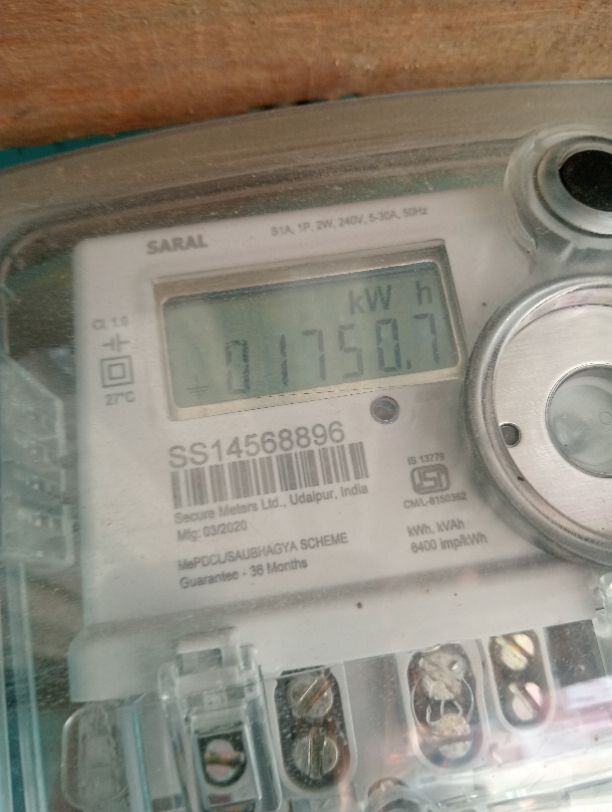 SARAL
S1A, 1P, 2W, 240V, 5-30A, 50Hz
kW h
01750.7
Cl. 1.0
27°C
SS14568896
Secure Meters Ltd., Udaipur, India
Mfg: 03/2020
MePDCL/SAUBHAGYA SCHEME
Guarantee - 36 Months
IS 13779
ISI
CM/L-8150362
kWh, kVAh
6400 imp/kWh